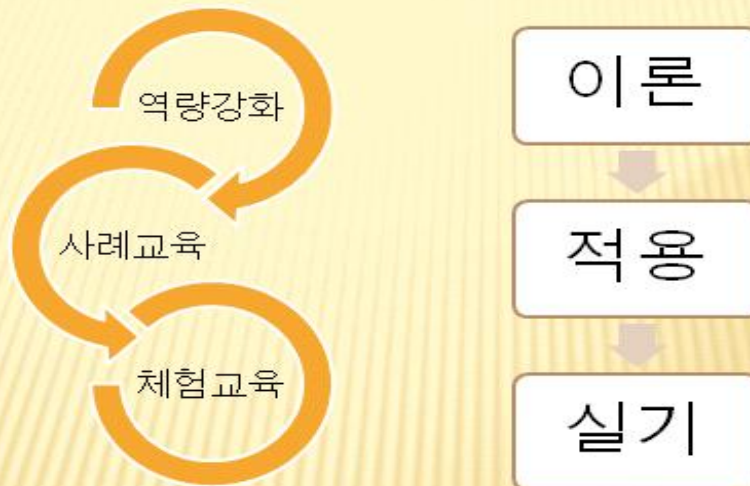 역량강화
사례교육
체험교육
이론
적용
실기